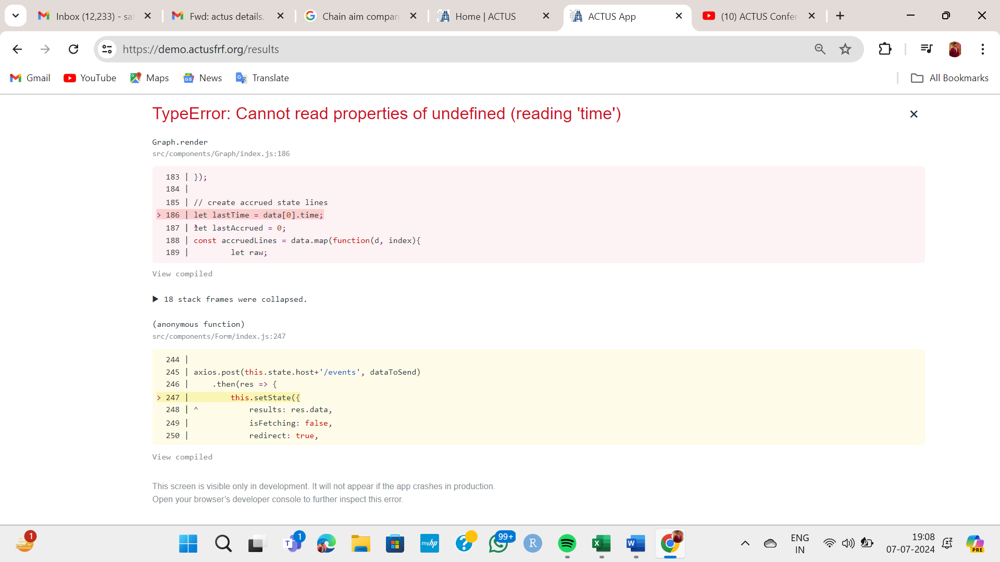 Inbox (12,233) - sat
Fwd: actus details.
Chain aim compan
Home | ACTUS
ACTUS App
(10) ACTUS Confer
https://demo.actusfrf.org/results
Gmail
YouTube
Maps
News
Translate
All Bookmarks
TypeError: Cannot read properties of undefined (reading 'time')
Graph.render
src/components/Graph/index.js:186
183 | });
184 |
185 | // create accrued state lines
> 186 | let lastTime = data[0].time;
187 | let lastAccrued = 0;
188 | const accruedLines = data.map(function(d, index){
189 | let raw;
View compiled
▶ 18 stack frames were collapsed.
(anonymous function)
src/components/Form/index.js:247
244 |
245 | axios.post(this.state.host+'/events', dataToSend)
246 | .then(res => {
> 247 | this.setState({
248 | ^ results: res.data,
249 | isFetching: false,
250 | redirect: true,
View compiled
This screen is visible only in development. It will not appear if the app crashes in production.
Open your browser’s developer console to further inspect this error.
1
T
1
myhp
?
99+
R
X
W
ENG
IN
19:08
07-07-2024
PRE